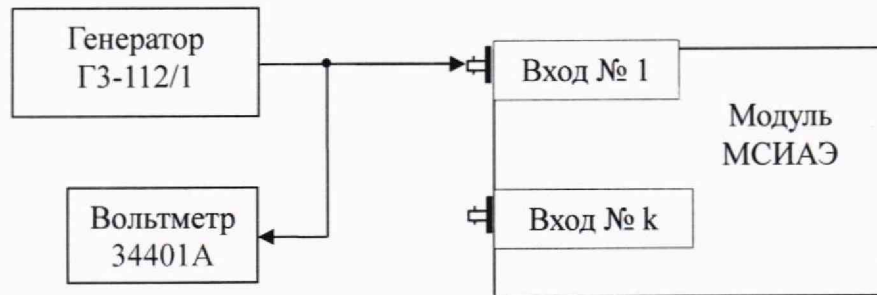 Генератор
Г3-112/1
Вход № 1
Модуль
МСИАЭ
Вольтметр
34401А
Вход № k